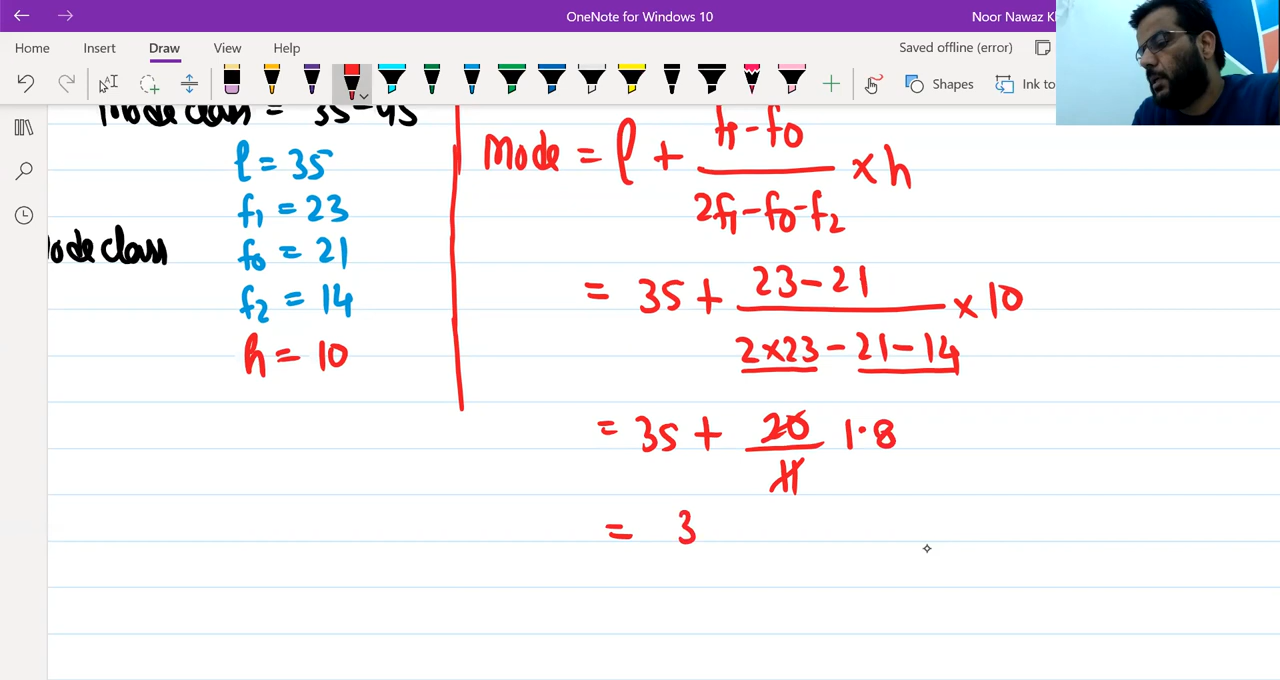 OneNote for Windows 10
Noor Nawaz K
Home Insert Draw View Help
Saved offline (error)
Shapes
Ink to
Mode class = 35-45
l = 35
f₁ = 23
f₀ = 21
f₂ = 14
h = 10
ode class
Mode = l + f₁-f₀ / 2f₁-f₀-f₂ × h
= 35 + 23-21 / 2×23 - 21 - 14 × 10
= 35 + 20 / 11 1.8
= 3